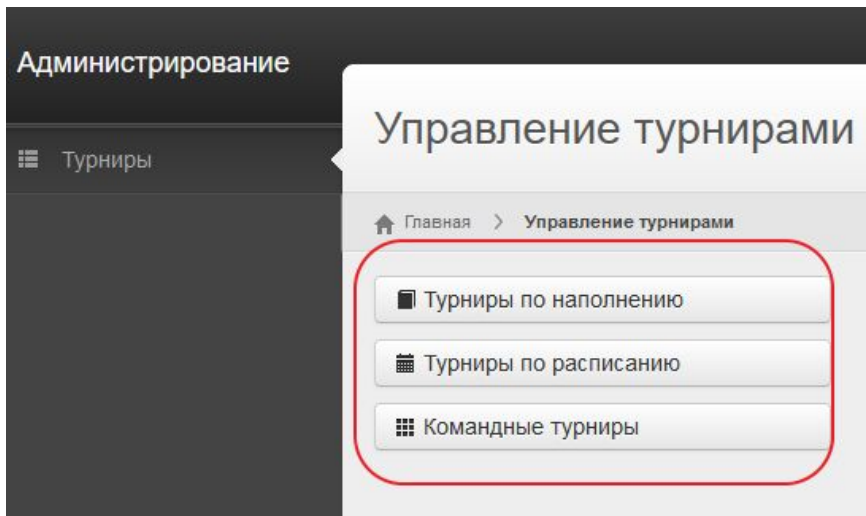 Администрирование
Турниры
Управление турнирами
Главная > Управление турнирами
Турниры по наполнению
Турниры по расписанию
Командные турниры